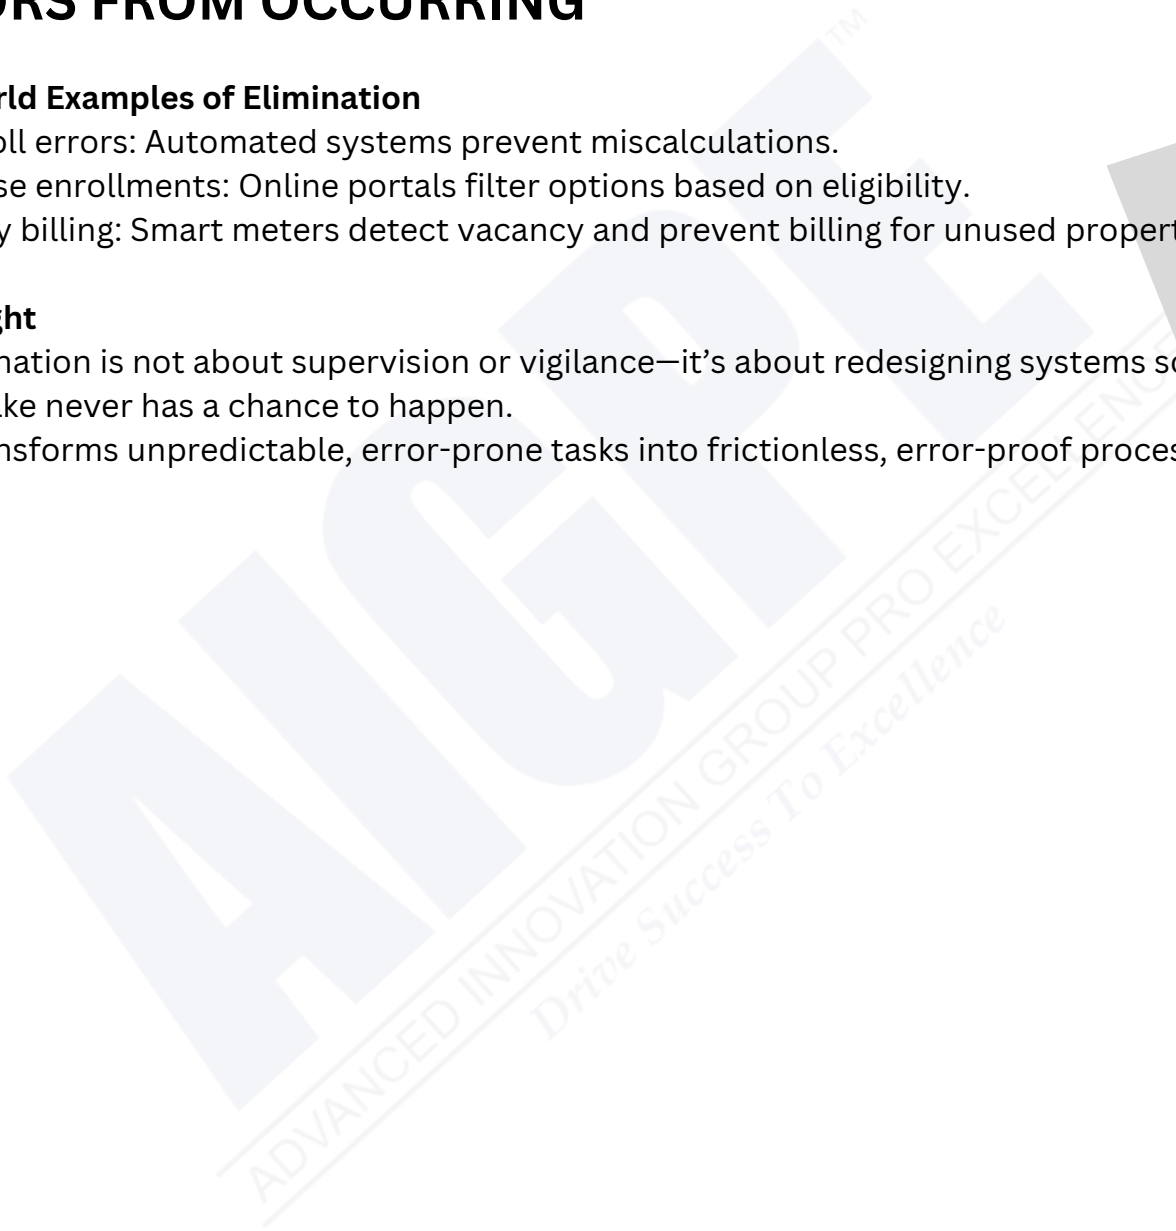 ORS FROM OCCURRING
rld Examples of Elimination
oll errors: Automated systems prevent miscalculations.
se enrollments: Online portals filter options based on eligibility.
y billing: Smart meters detect vacancy and prevent billing for unused propert
ght
nation is not about supervision or vigilance—it’s about redesigning systems so
ake never has a chance to happen.
nsforms unpredictable, error-prone tasks into frictionless, error-proof proces
AIGPE™
ADVANCED INNOVATION GROUP PRO EXCELLENC
Drive Success To Excellence